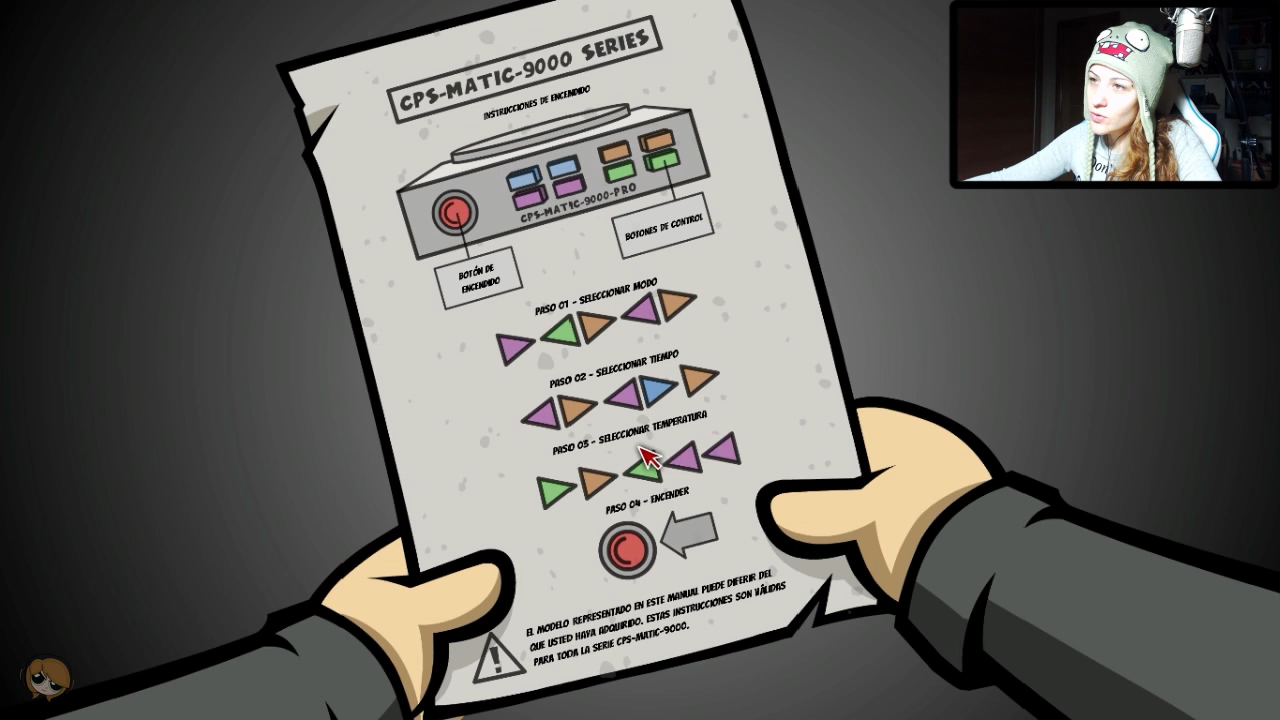 CPS-MATIC-9000 SERIES
INSTRUCCIONES DE ENCENDIDO
CPS-MATIC-9000-PRO
BOTÓN DE
ENCENDIDO
BOTONES DE CONTROL
PASO 01 - SELECCIONAR MODO
PASO 02 - SELECCIONAR TIEMPO
PASO 03 - SELECCIONAR TEMPERATURA
PASO 04 - ENCENDER
EL MODELO REPRESENTADO EN ESTE MANUAL PUEDE DIFERIR DEL
QUE USTED HAYA ADQUIRIDO. ESTAS INSTRUCCIONES SON VÁLIDAS
PARA TODA LA SERIE CPS-MATIC-9000.